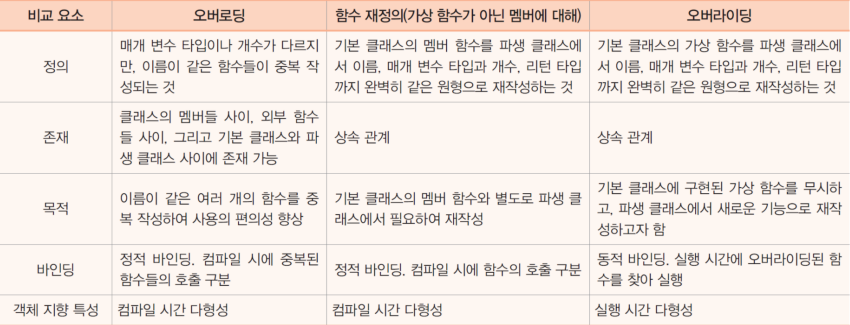 비교 요소
오버로딩
함수 재정의(가상 함수가 아닌 멤버에 대해)
오버라이딩
정의
매개 변수 타입이나 개수가 다르지
만, 이름이 같은 함수들이 중복 작
성되는 것
기본 클래스의 멤버 함수를 파생 클래스에
서 이름, 매개 변수 타입과 개수, 리턴 타입
까지 완벽히 같은 원형으로 재작성하는 것
기본 클래스의 가상 함수를 파생 클래스에
서 이름, 매개 변수 타입과 개수, 리턴 타입
까지 완벽히 같은 원형으로 재작성하는 것
존재
클래스의 멤버들 사이, 외부 함수
들 사이, 그리고 기본 클래스와 파
생 클래스 사이에 존재 가능
상속 관계
상속 관계
목적
이름이 같은 여러 개의 함수를 중
복 작성하여 사용의 편의성 향상
기본 클래스의 멤버 함수와 별도로 파생 클
래스에서 필요하여 재작성
기본 클래스에 구현된 가상 함수를 무시하
고, 파생 클래스에서 새로운 기능으로 재작
성하고자 함
바인딩
정적 바인딩. 컴파일 시에 중복된
함수들의 호출 구분
정적 바인딩. 컴파일 시에 함수의 호출 구분
동적 바인딩. 실행 시간에 오버라이딩된 함
수를 찾아 실행
객체 지향 특성
컴파일 시간 다형성
컴파일 시간 다형성
실행 시간 다형성